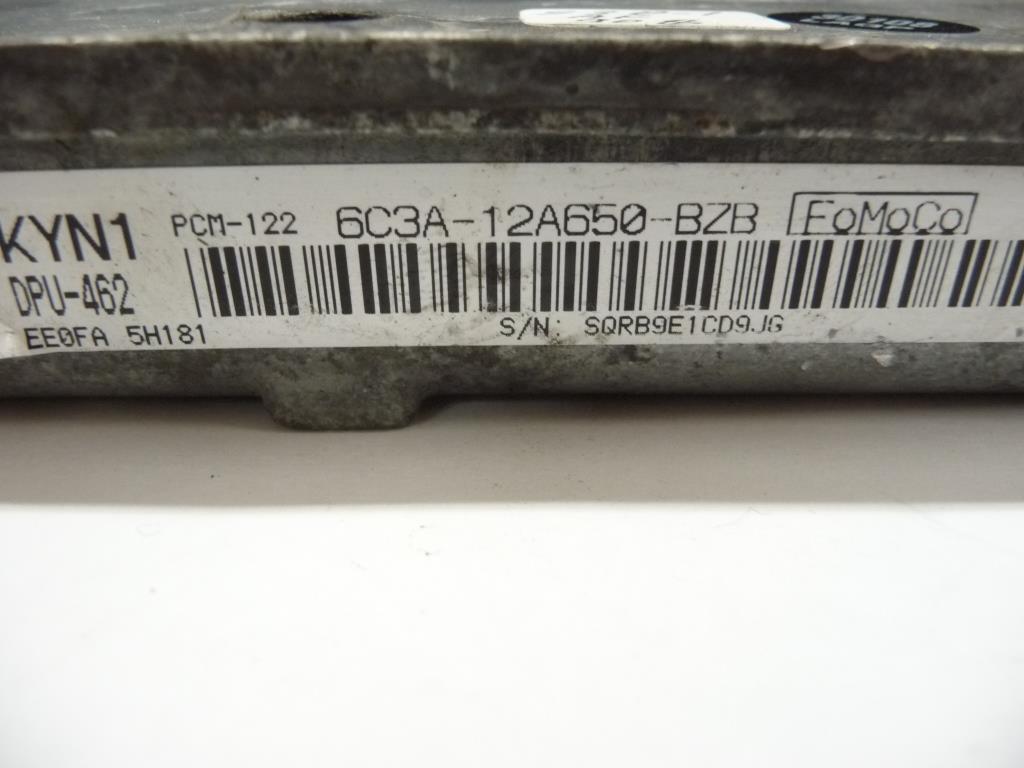 KYN1 PCM-122 6C3A-12A650-BZB FoMoCo
DPU-462
EE0FA 5H181 S/N: SQRB9E1CD9JG